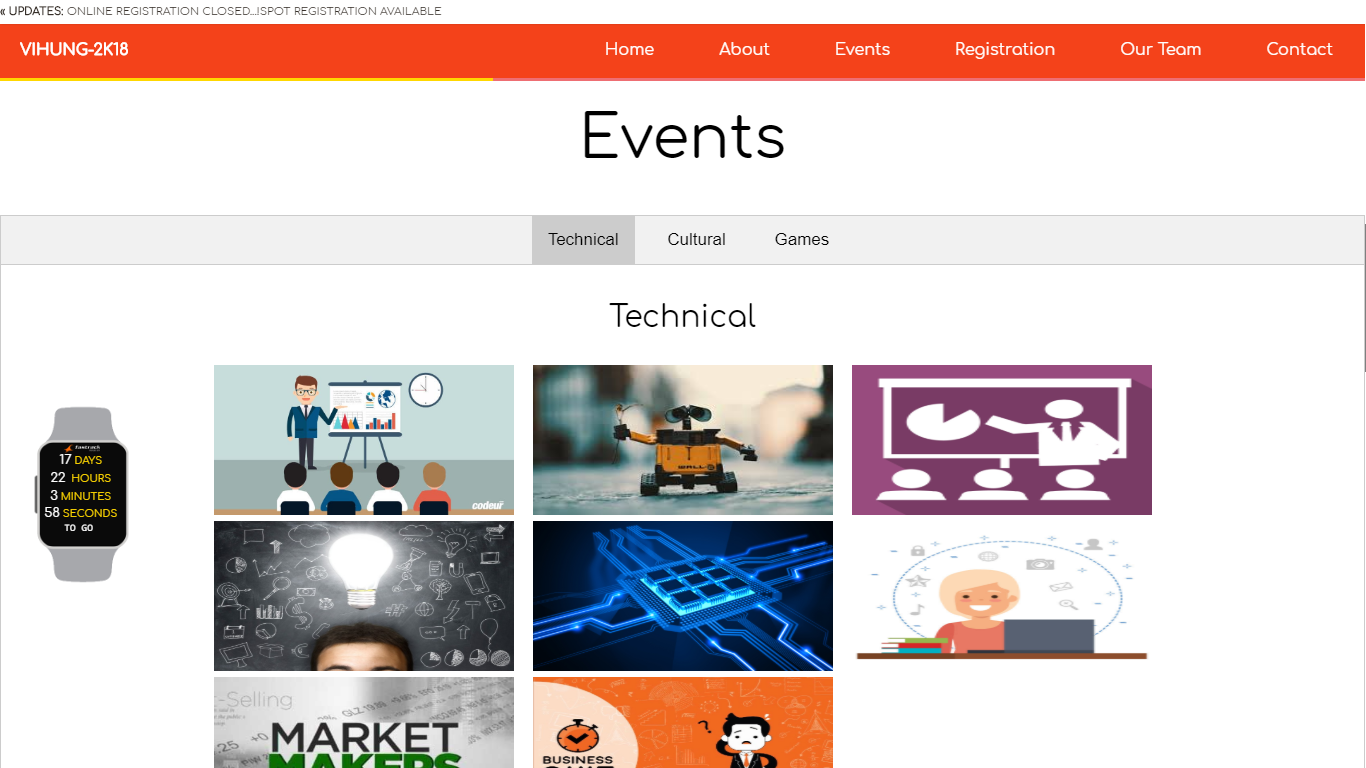 « UPDATES: ONLINE REGISTRATION CLOSED...ISPOT REGISTRATION AVAILABLE
VIHUNG-2K18 Home About Events Registration Our Team Contact
Events
Technical Cultural Games
Technical
fastrack
17 DAYS
22 HOURS
3 MINUTES
58 SECONDS
TO GO
codeur
WALL
-Selling
MARKET
MAKERS
BUSINESS
QUIZ